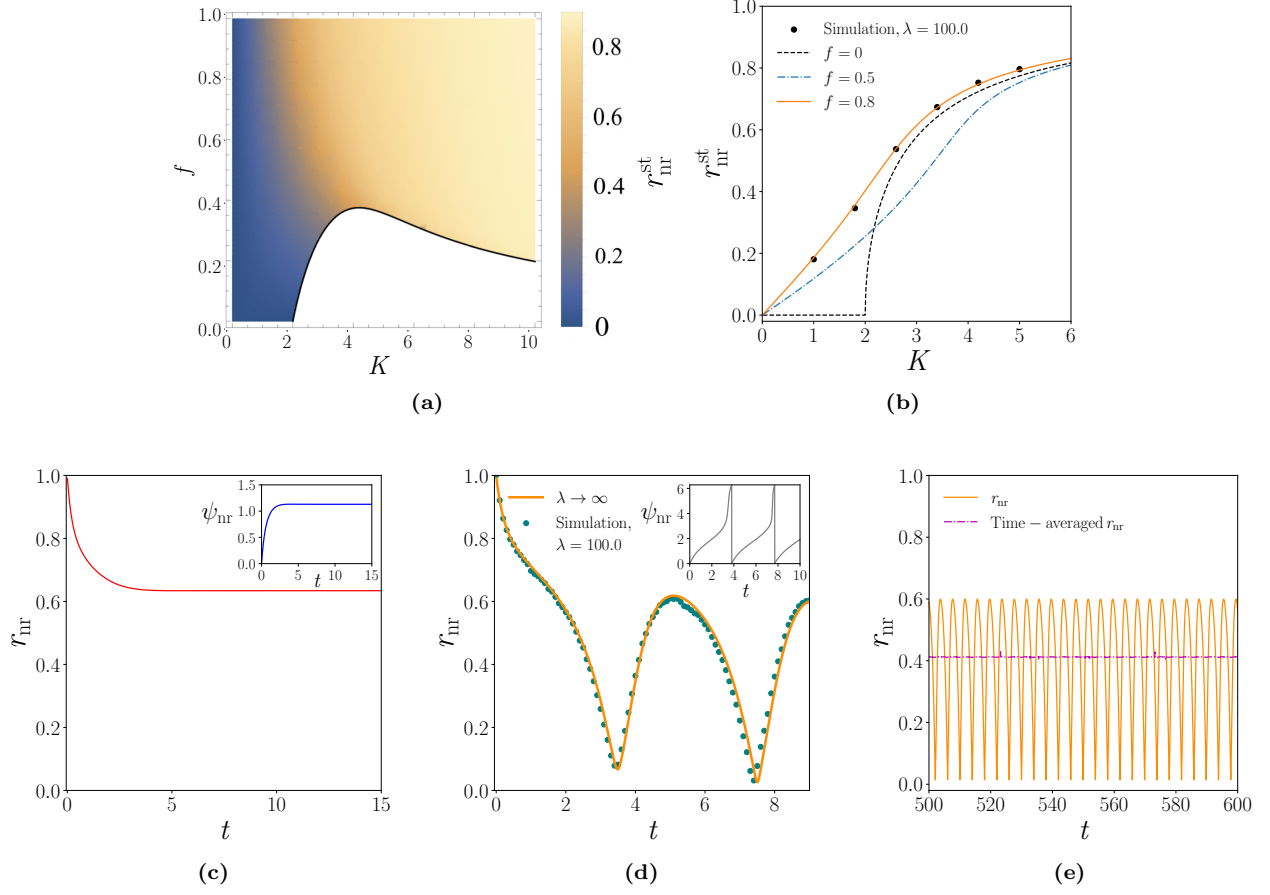 1.0
0.8
0.6
0.4
0.2
0.0
f
0 2 4 6 8 10
K
0.8
0.6
0.4
0.2
0
r_nr^st
(a)
Simulation, λ = 100.0
f = 0
f = 0.5
f = 0.8
1.0
0.8
0.6
0.4
0.2
0.0
r_nr^st
0 1 2 3 4 5 6
K
(b)
1.0
0.8
0.6
0.4
0.2
0.0
r_nr
0 5 10 15
t
1.5
1.0
0.5
0.0
ψ_nr
0 5 10 15
t
(c)
1.0
0.8
0.6
0.4
0.2
0.0
r_nr
λ → ∞
Simulation,
λ = 100.0
0 2 4 6 8
t
6
4
2
0
ψ_nr
0 2 4 6 8 10
t
(d)
1.0
0.8
0.6
0.4
0.2
0.0
r_nr
r_nr
Time − averaged r_nr
500 520 540 560 580 600
t
(e)